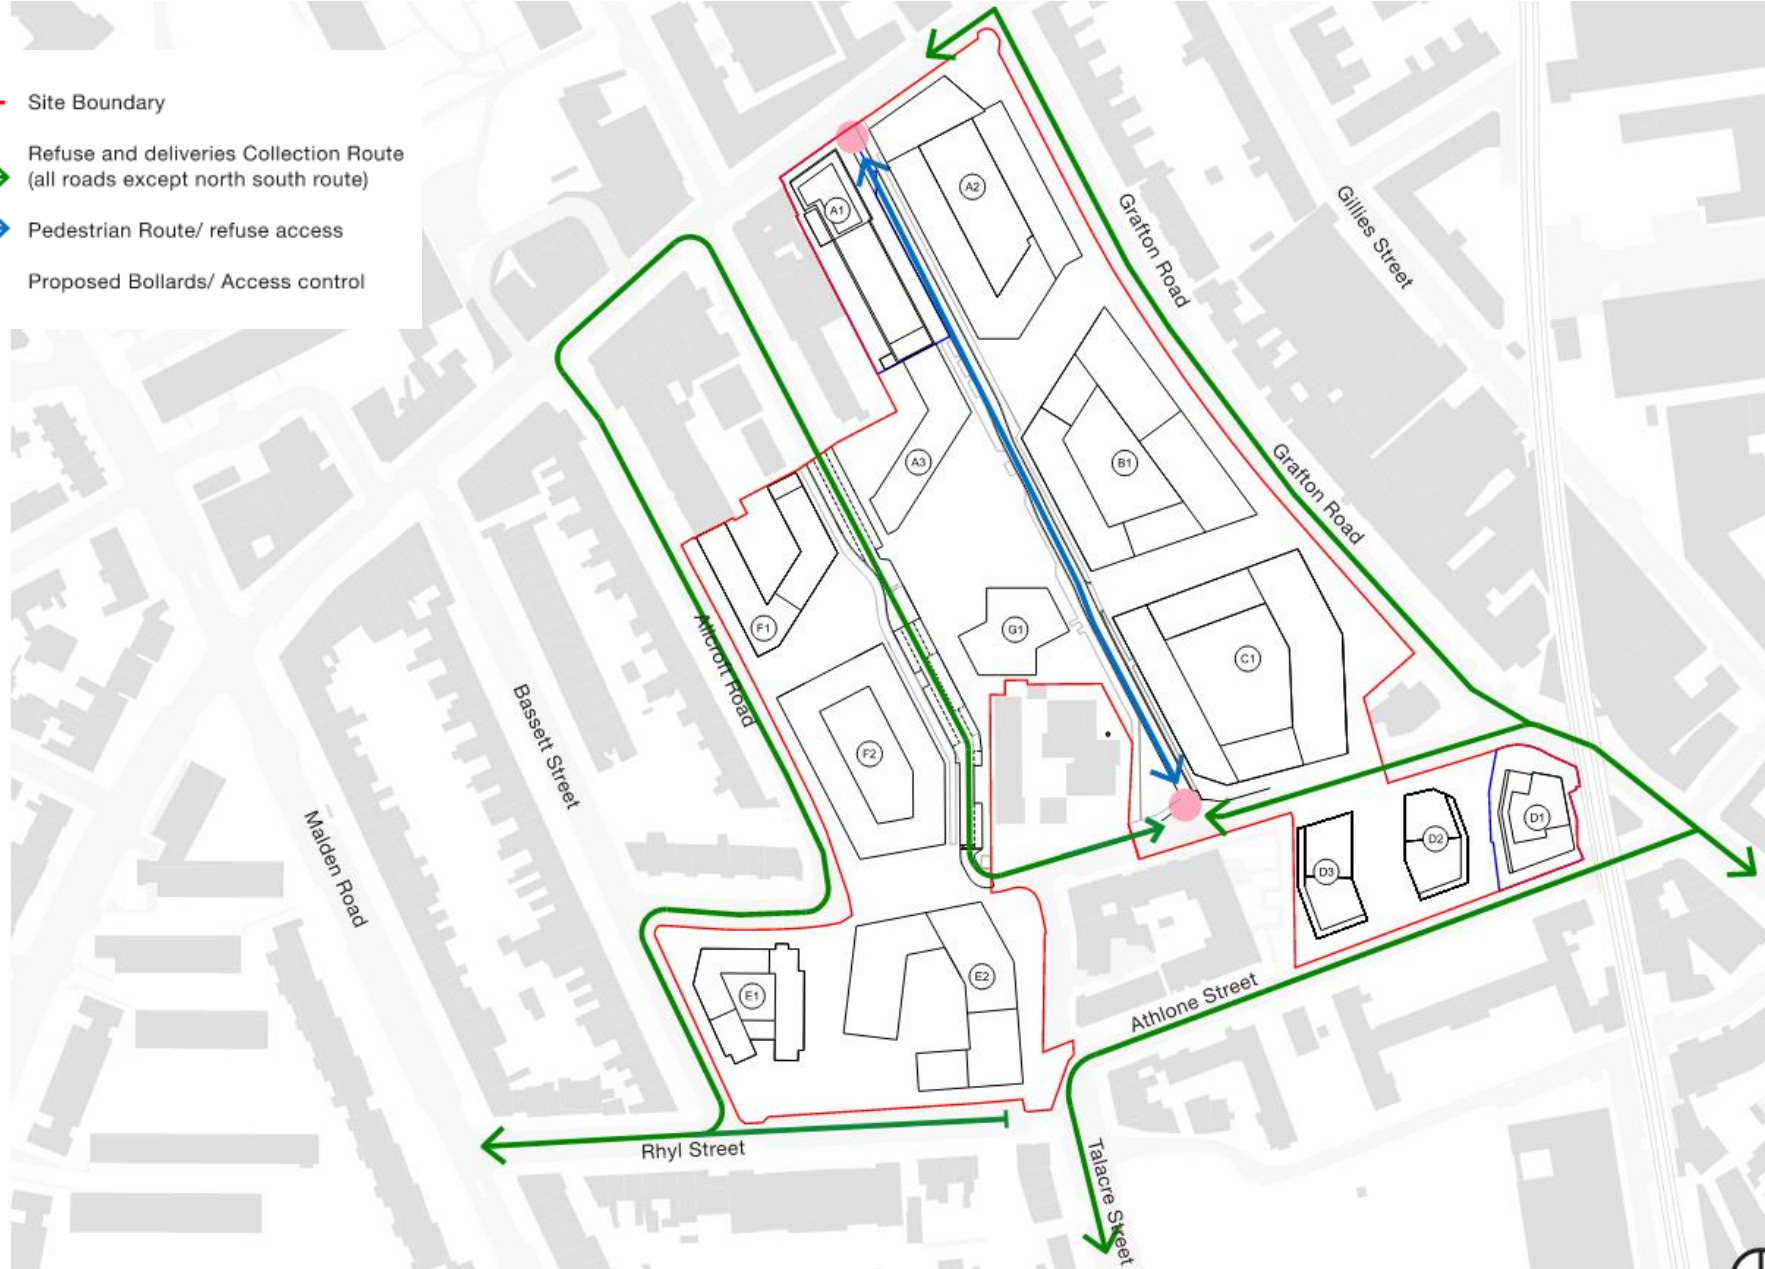 Site Boundary
Refuse and deliveries Collection Route
(all roads except north south route)
Pedestrian Route/ refuse access
Proposed Bollards/ Access control
A1
A2
Grafton Road
Gillies Street
A3
B1
Grafton Road
F1
G1
C1
Allcroft Road
Bassett Street
F2
Malden Road
D1
D2
D3
E1
E2
Athlone Street
Rhyl Street
Talacre Street